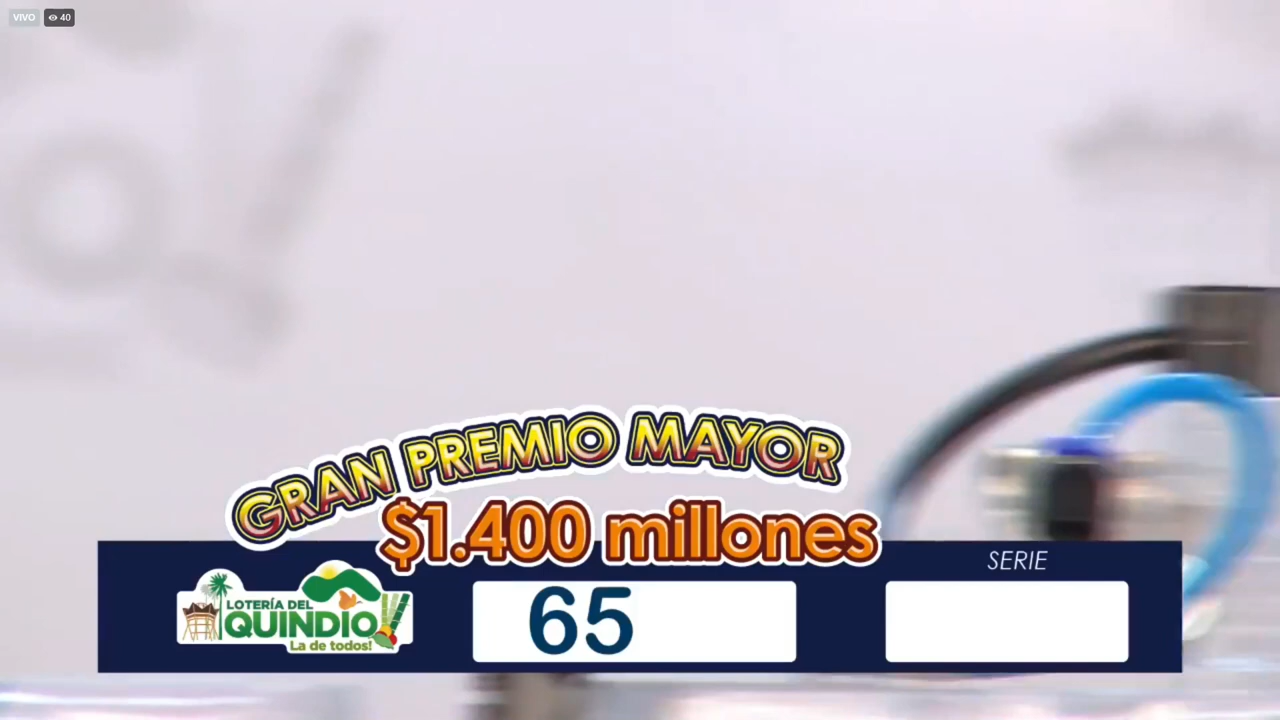 VIVO 40
GRAN PREMIO MAYOR
$1.400 millones
SERIE
LOTERÍA DEL
QUINDIO
La de todos!
65